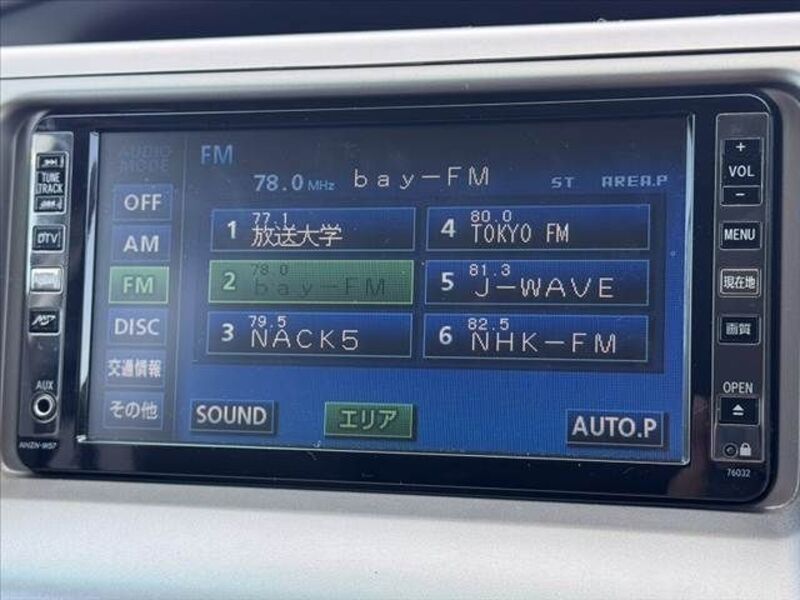 AUDIO
MODE
FM
78.0 MHz bay-FM ST AREA.P
OFF
AM
FM
DISC
交通情報
その他
1 77.1 放送大学
2 78.0 bay-FM
3 79.5 NACK5
4 80.0 TOKYO FM
5 81.3 J-WAVE
6 82.5 NHK-FM
SOUND
エリア
AUTO.P
TUNE
TRACK
DTV
AUX
NHZN-W57
+
VOL
-
MENU
現在地
画質
OPEN
76032